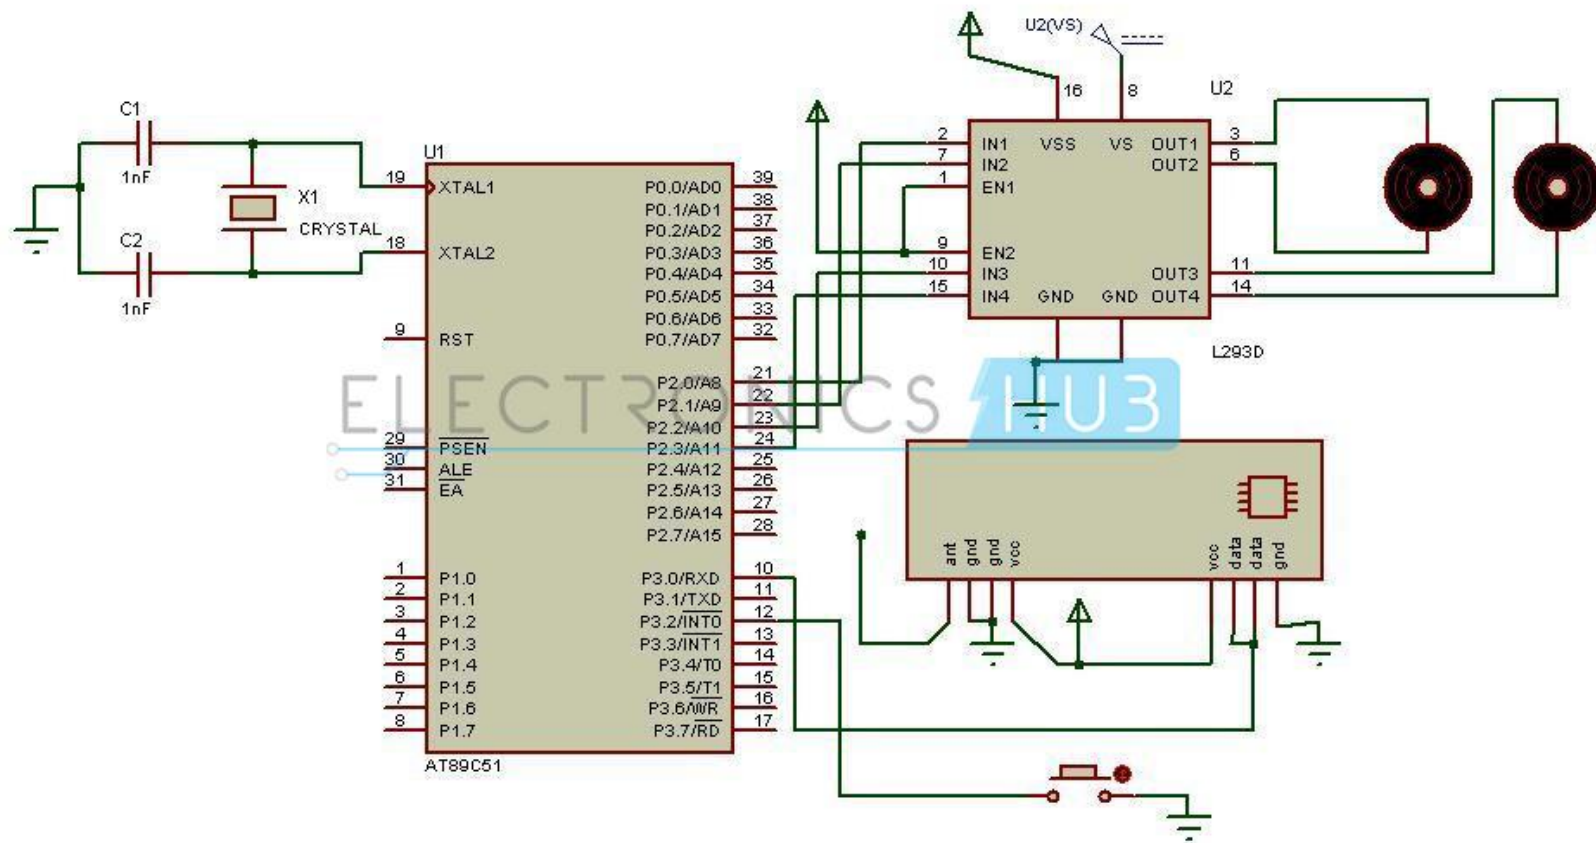 C1
1nF
C2
1nF
X1
CRYSTAL
U1
19 XTAL1
18 XTAL2
9 RST
29 PSEN
30 ALE
31 EA
1 P1.0
2 P1.1
3 P1.2
4 P1.3
5 P1.4
6 P1.5
7 P1.6
8 P1.7
P0.0/AD0 39
P0.1/AD1 38
P0.2/AD2 37
P0.3/AD3 36
P0.4/AD4 35
P0.5/AD5 34
P0.6/AD6 33
P0.7/AD7 32
P2.0/A8 21
P2.1/A9 22
P2.2/A10 23
P2.3/A11 24
P2.4/A12 25
P2.5/A13 26
P2.6/A14 27
P2.7/A15 28
P3.0/RXD 10
P3.1/TXD 11
P3.2/INT0 12
P3.3/INT1 13
P3.4/T0 14
P3.5/T1 15
P3.6/WR 16
P3.7/RD 17
AT89C51
U2(VS)
16 8
U2
2 IN1 VSS VS OUT1 3
7 IN2 OUT2 6
1 EN1
9 EN2
10 IN3 OUT3 11
15 IN4 GND GND OUT4 14
L293D
ELECTRONICS HUB
ant
gnd
gnd
vcc
vcc
data
data
gnd